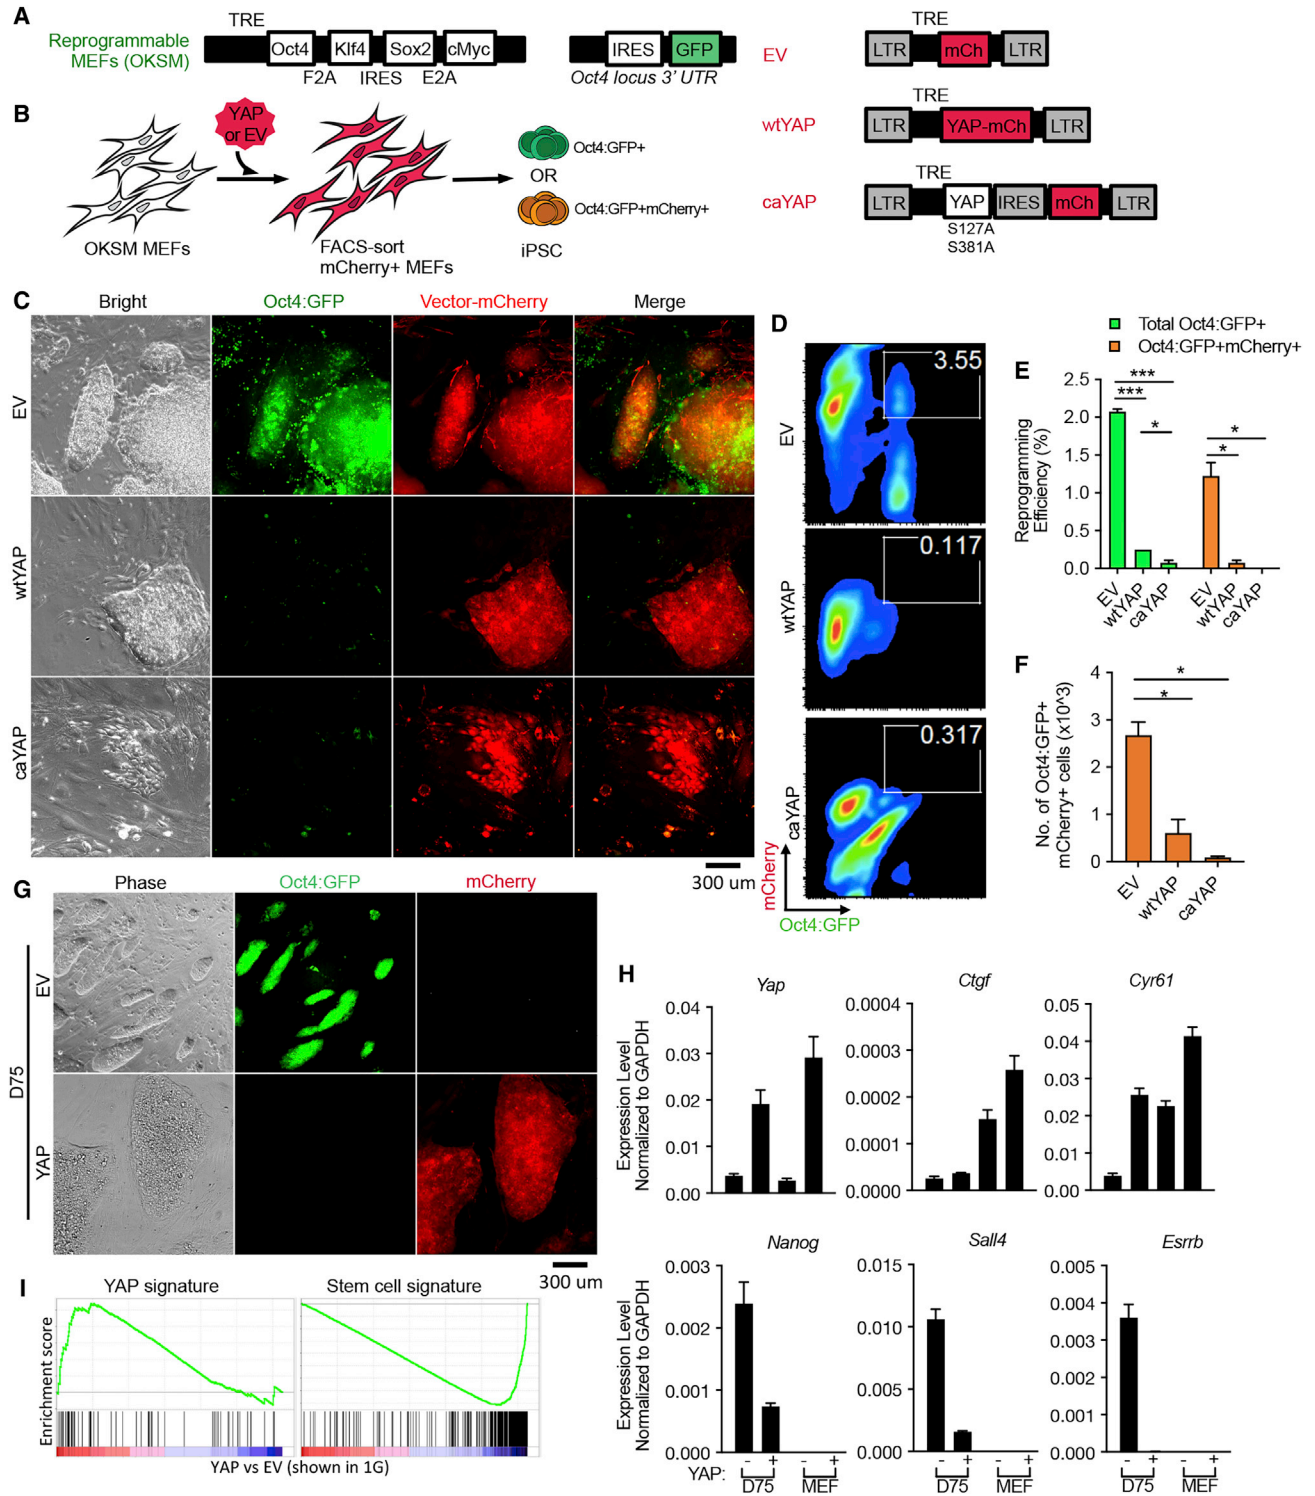 A
TRE
Reprogrammable
MEFs (OKSM)
Oct4
Klf4
Sox2
cMyc
F2A
IRES
E2A
IRES
GFP
Oct4 locus 3' UTR
EV
TRE
LTR
mCh
LTR
wtYAP
TRE
LTR
YAP-mCh
LTR
caYAP
TRE
LTR
YAP
IRES
mCh
LTR
S127A
S381A
B
YAP
or EV
OKSM MEFs
FACS-sort
mCherry+ MEFs
Oct4:GFP+
OR
Oct4:GFP+mCherry+
iPSC
C
Bright
Oct4:GFP
Vector-mCherry
Merge
EV
wtYAP
caYAP
300 um
D
EV
3.55
wtYAP
0.117
caYAP
0.317
mCherry
Oct4:GFP
Total Oct4:GFP+
Oct4:GFP+mCherry+
E
Reprogramming
Efficiency (%)
2.5
2.0
1.5
1.0
0.5
0.0
***
***
*
*
*
EV
wtYAP
caYAP
EV
wtYAP
caYAP
F
No. of Oct4:GFP+
mCherry+ cells (x10^3)
4
3
2
1
0
*
*
EV
wtYAP
caYAP
G
Phase
Oct4:GFP
mCherry
D75
EV
YAP
300 um
H
Yap
Expression Level
Normalized to GAPDH
0.04
0.03
0.02
0.01
0.00
Ctgf
0.0004
0.0003
0.0002
0.0001
0.0000
Cyr61
0.05
0.04
0.03
0.02
0.01
0.00
Nanog
Expression Level
Normalized to GAPDH
0.003
0.002
0.001
0.000
Sall4
0.015
0.010
0.005
0.000
Esrrb
0.005
0.004
0.003
0.002
0.001
0.000
YAP:
- + - +
D75 MEF
- + - +
D75 MEF
- + - +
D75 MEF
I
YAP signature
Stem cell signature
Enrichment score
YAP vs EV (shown in 1G)